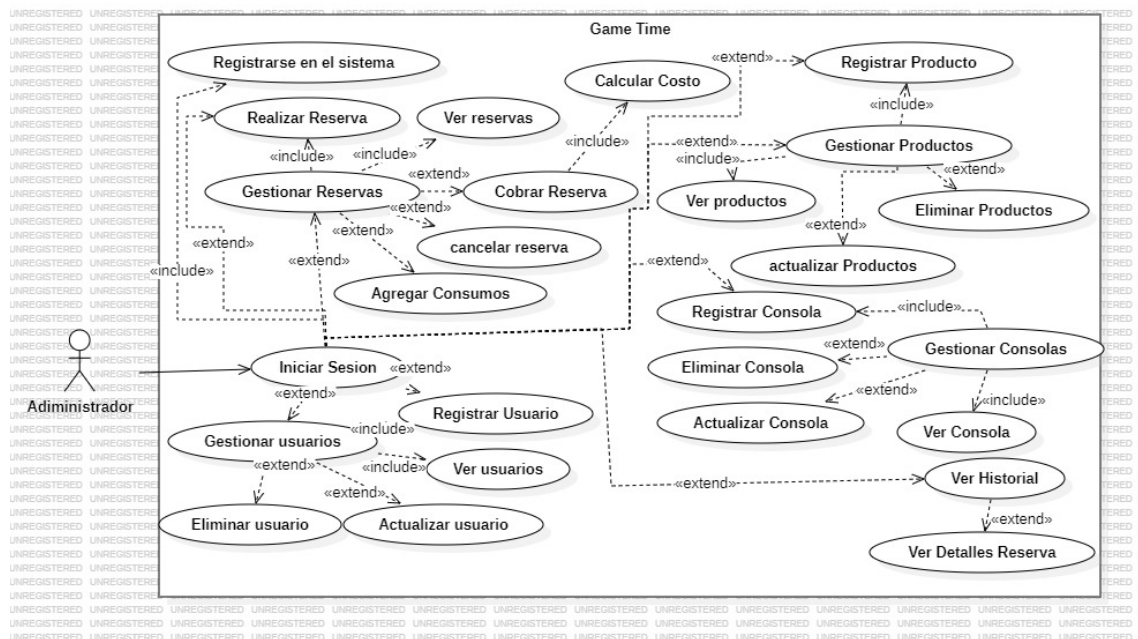 Game Time
Registrarse en el sistema
«extend»
Registrar Producto
Calcular Costo
Realizar Reserva
Ver reservas
«include»
«include»
«include»
«include»
«extend»
Gestionar Productos
«include»
«extend»
«extend»
Gestionar Reservas
Cobrar Reserva
Ver productos
Eliminar Productos
«extend»
«extend»
«extend»
«extend»
cancelar reserva
«extend»
«extend»
actualizar Productos
«include»
Agregar Consumos
Registrar Consola
«include»
«extend»
Gestionar Consolas
Iniciar Sesion
«extend»
Eliminar Consola
«extend»
«extend»
«include»
Adiministrador
Registrar Usuario
Actualizar Consola
Ver Consola
Gestionar usuarios
«include»
«extend»
«include»
Ver usuarios
Ver Historial
«extend»
«extend»
Eliminar usuario
Actualizar usuario
«extend»
Ver Detalles Reserva
UNREGISTERED